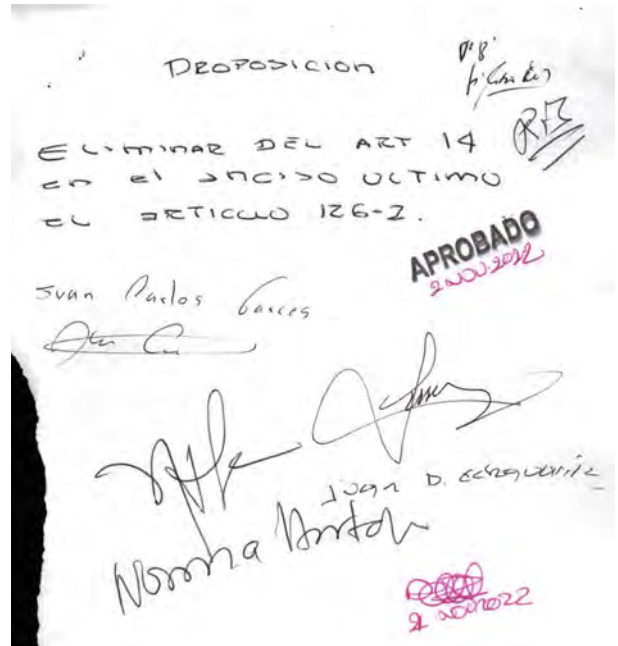 PROPOSICION
ELIMINAR DEL ART 14
en el INCISO ULTIMO
EL ARTICULO 126-2.
APROBADO
2 NOV. 2022
Juan Carlos Garces
Juan D. Echavarria
Norma Hurtado
2 NOV 2022